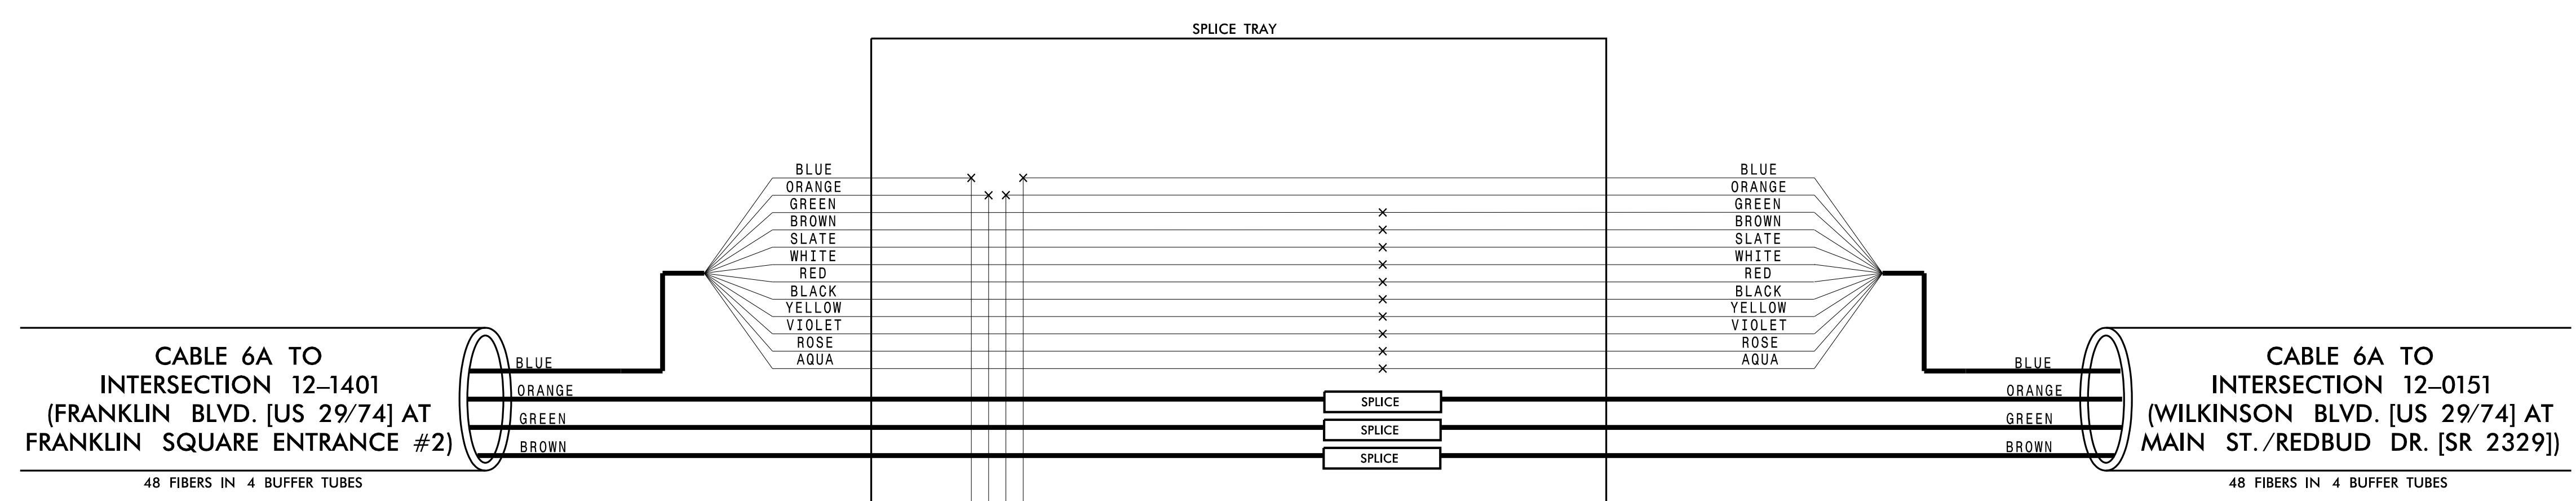 SPLICE TRAY
BLUE
ORANGE
GREEN
BROWN
SLATE
WHITE
RED
BLACK
YELLOW
VIOLET
ROSE
AQUA
BLUE
ORANGE
GREEN
BROWN
SLATE
WHITE
RED
BLACK
YELLOW
VIOLET
ROSE
AQUA
CABLE 6A TO
INTERSECTION 12-1401
(FRANKLIN BLVD. [US 29/74] AT
FRANKLIN SQUARE ENTRANCE #2)
48 FIBERS IN 4 BUFFER TUBES
BLUE
ORANGE
GREEN
BROWN
SPLICE
SPLICE
SPLICE
BLUE
ORANGE
GREEN
BROWN
CABLE 6A TO
INTERSECTION 12-0151
(WILKINSON BLVD. [US 29/74] AT
MAIN ST./REDBUD DR. [SR 2329])
48 FIBERS IN 4 BUFFER TUBES